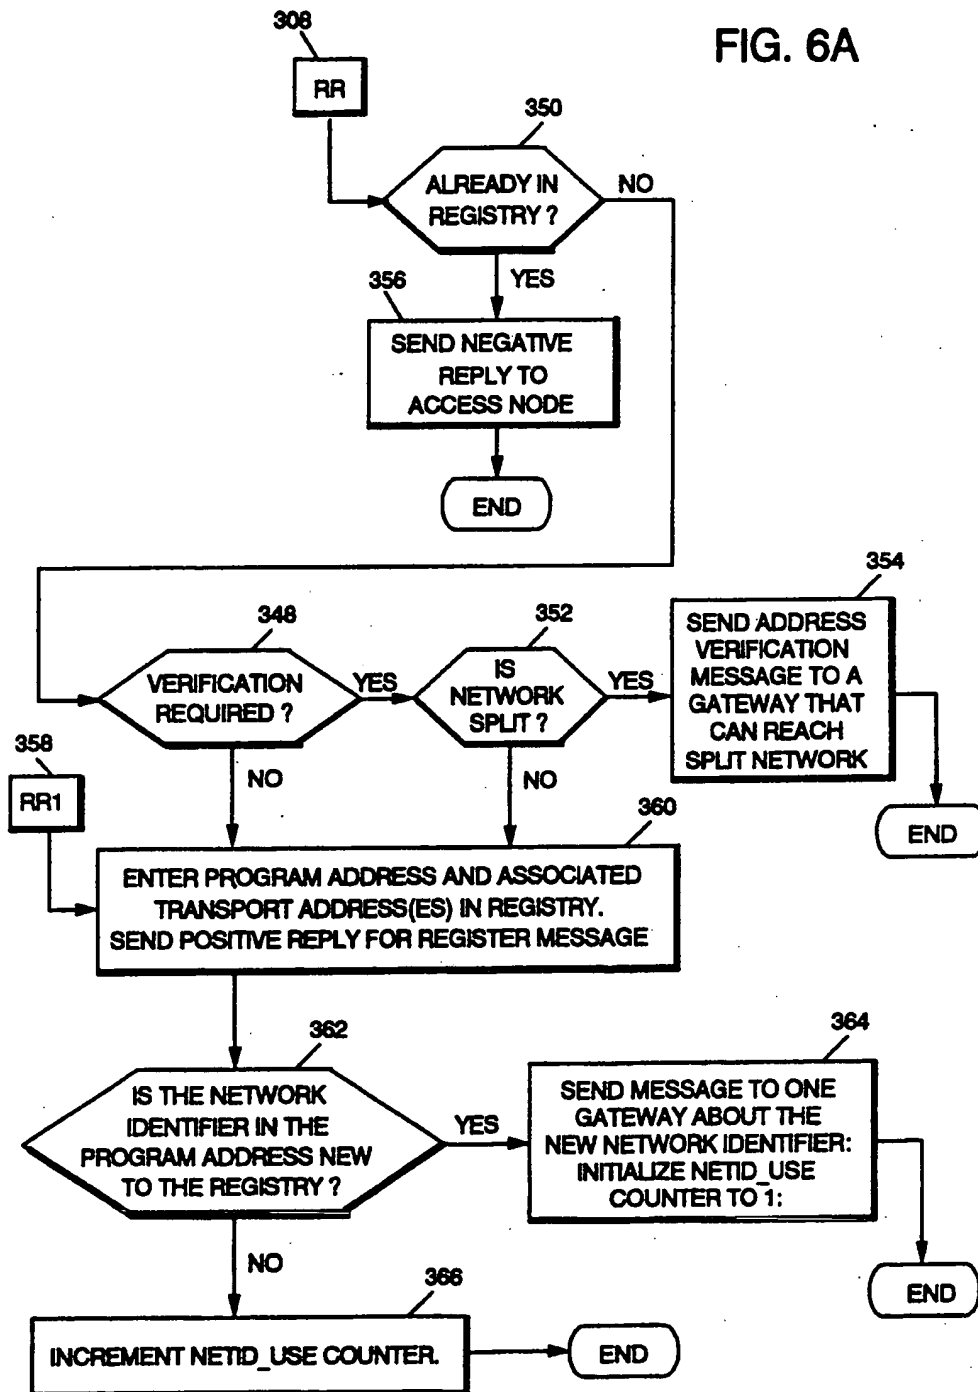 FIG. 6A
308
RR
350
ALREADY IN
REGISTRY ?
NO
YES
356
SEND NEGATIVE
REPLY TO
ACCESS NODE
END
348
VERIFICATION
REQUIRED ?
YES
NO
352
IS
NETWORK
SPLIT ?
YES
NO
354
SEND ADDRESS
VERIFICATION
MESSAGE TO A
GATEWAY THAT
CAN REACH
SPLIT NETWORK
END
358
RR1
360
ENTER PROGRAM ADDRESS AND ASSOCIATED
TRANSPORT ADDRESS(ES) IN REGISTRY.
SEND POSITIVE REPLY FOR REGISTER MESSAGE
362
IS THE NETWORK
IDENTIFIER IN THE
PROGRAM ADDRESS NEW
TO THE REGISTRY ?
YES
NO
364
SEND MESSAGE TO ONE
GATEWAY ABOUT THE
NEW NETWORK IDENTIFIER:
INITIALIZE NETID_USE
COUNTER TO 1:
END
366
INCREMENT NETID_USE COUNTER.
END